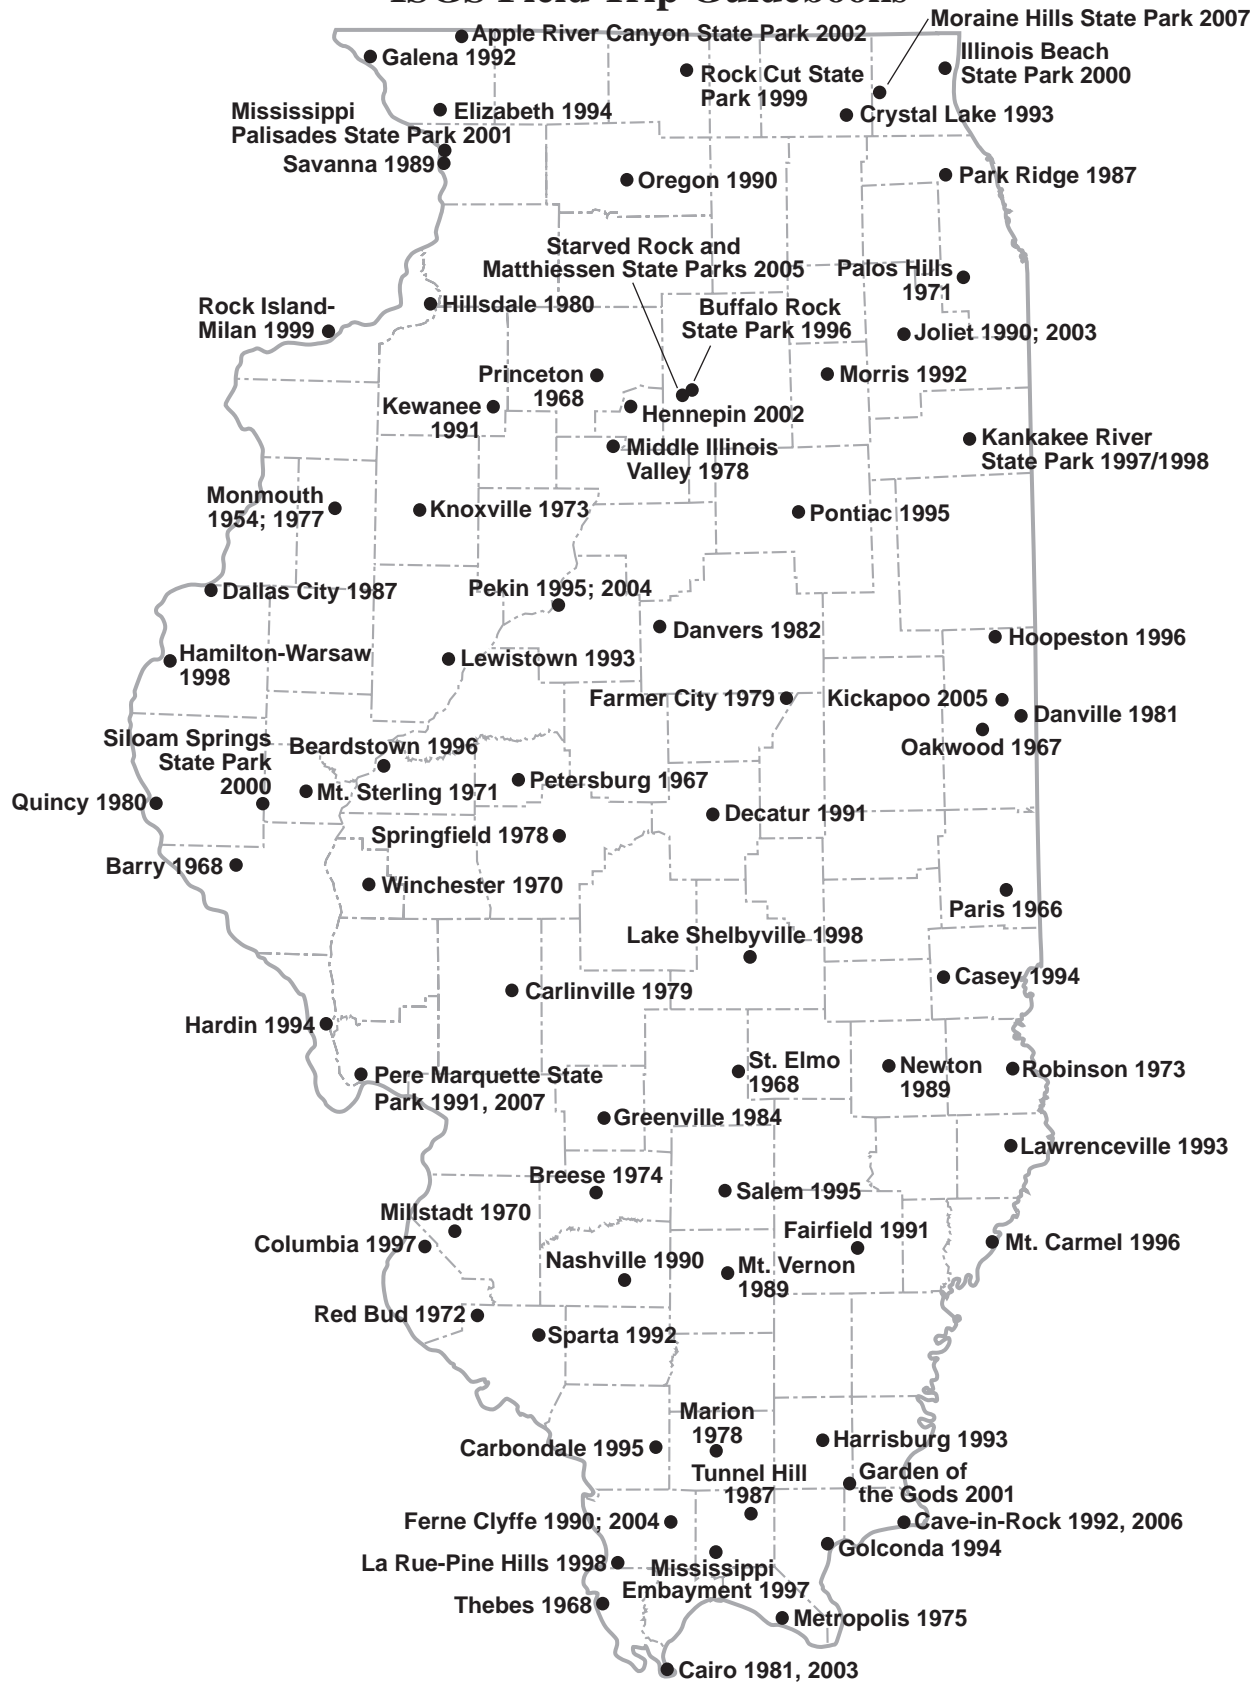 ISGS Field Trip Guidebooks
Moraine Hills State Park 2007
Apple River Canyon State Park 2002
Galena 1992
Illinois Beach
State Park 2000
Rock Cut State
Park 1999
Mississippi
Palisades State Park 2001
Elizabeth 1994
Crystal Lake 1993
Savanna 1989
Oregon 1990
Park Ridge 1987
Starved Rock and
Matthiessen State Parks 2005
Palos Hills
1971
Rock Island-
Milan 1999
Hillsdale 1980
Buffalo Rock
State Park 1996
Joliet 1990; 2003
Princeton
1968
Morris 1992
Kewanee
1991
Hennepin 2002
Middle Illinois
Valley 1978
Kankakee River
State Park 1997/1998
Monmouth
1954; 1977
Knoxville 1973
Pontiac 1995
Dallas City 1987
Pekin 1995; 2004
Danvers 1982
Hoopeston 1996
Hamilton-Warsaw
1998
Lewistown 1993
Farmer City 1979
Kickapoo 2005
Danville 1981
Oakwood 1967
Siloam Springs
State Park
2000
Beardstown 1996
Mt. Sterling 1971
Petersburg 1967
Quincy 1980
Decatur 1991
Springfield 1978
Barry 1968
Winchester 1970
Paris 1966
Lake Shelbyville 1998
Casey 1994
Carlinville 1979
Hardin 1994
St. Elmo
1968
Newton
1989
Robinson 1973
Pere Marquette State
Park 1991, 2007
Greenville 1984
Lawrenceville 1993
Breese 1974
Salem 1995
Millstadt 1970
Columbia 1997
Fairfield 1991
Mt. Carmel 1996
Nashville 1990
Mt. Vernon
1989
Red Bud 1972
Sparta 1992
Marion
1978
Carbondale 1995
Harrisburg 1993
Tunnel Hill
1987
Garden of
the Gods 2001
Ferne Clyffe 1990; 2004
Cave-in-Rock 1992, 2006
Golconda 1994
La Rue-Pine Hills 1998
Mississippi
Embayment 1997
Thebes 1968
Metropolis 1975
Cairo 1981, 2003